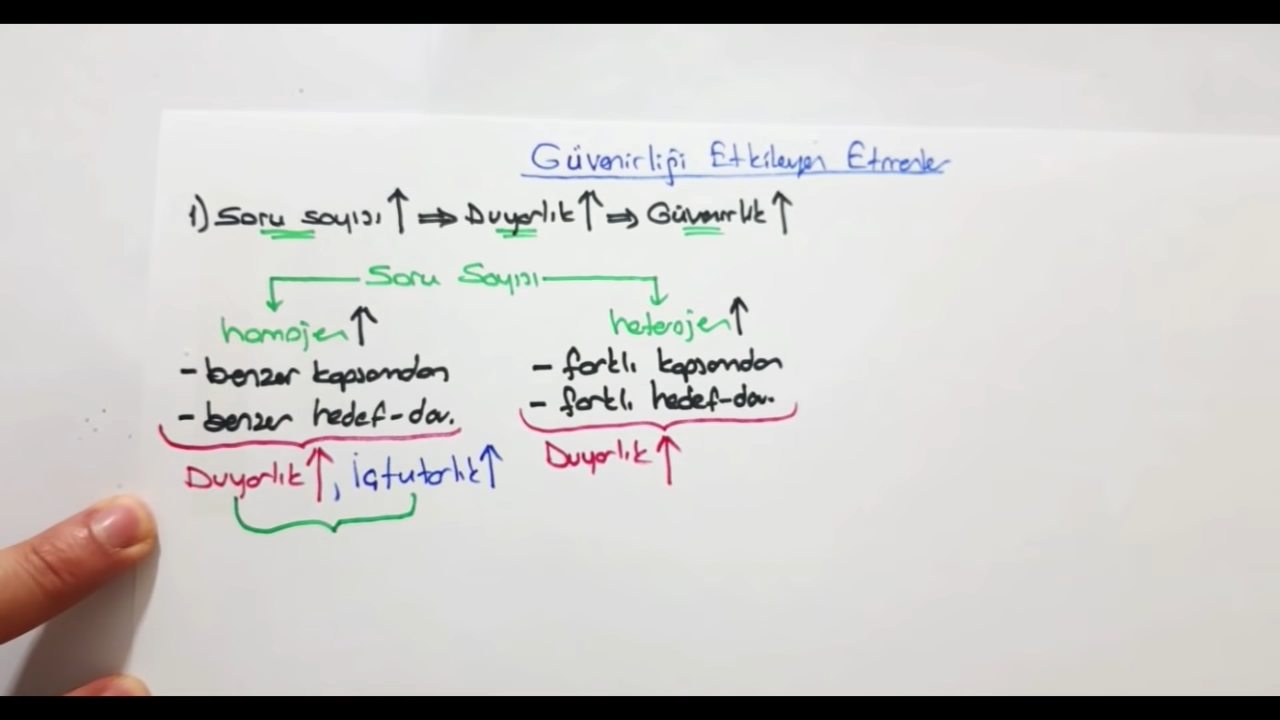 Güvenirliği Etkileyen Etmenler
1) Soru sayısı ↑ ⇒ Duyarlık ↑ ⇒ Güvenirlik ↑
Soru Sayısı
homojen ↑
- benzer kapsamdan
- benzer hedef-dav.
Duyarlık ↑, İçtutarlık ↑
heterojen ↑
- farklı kapsamdan
- farklı hedef-dav.
Duyarlık ↑